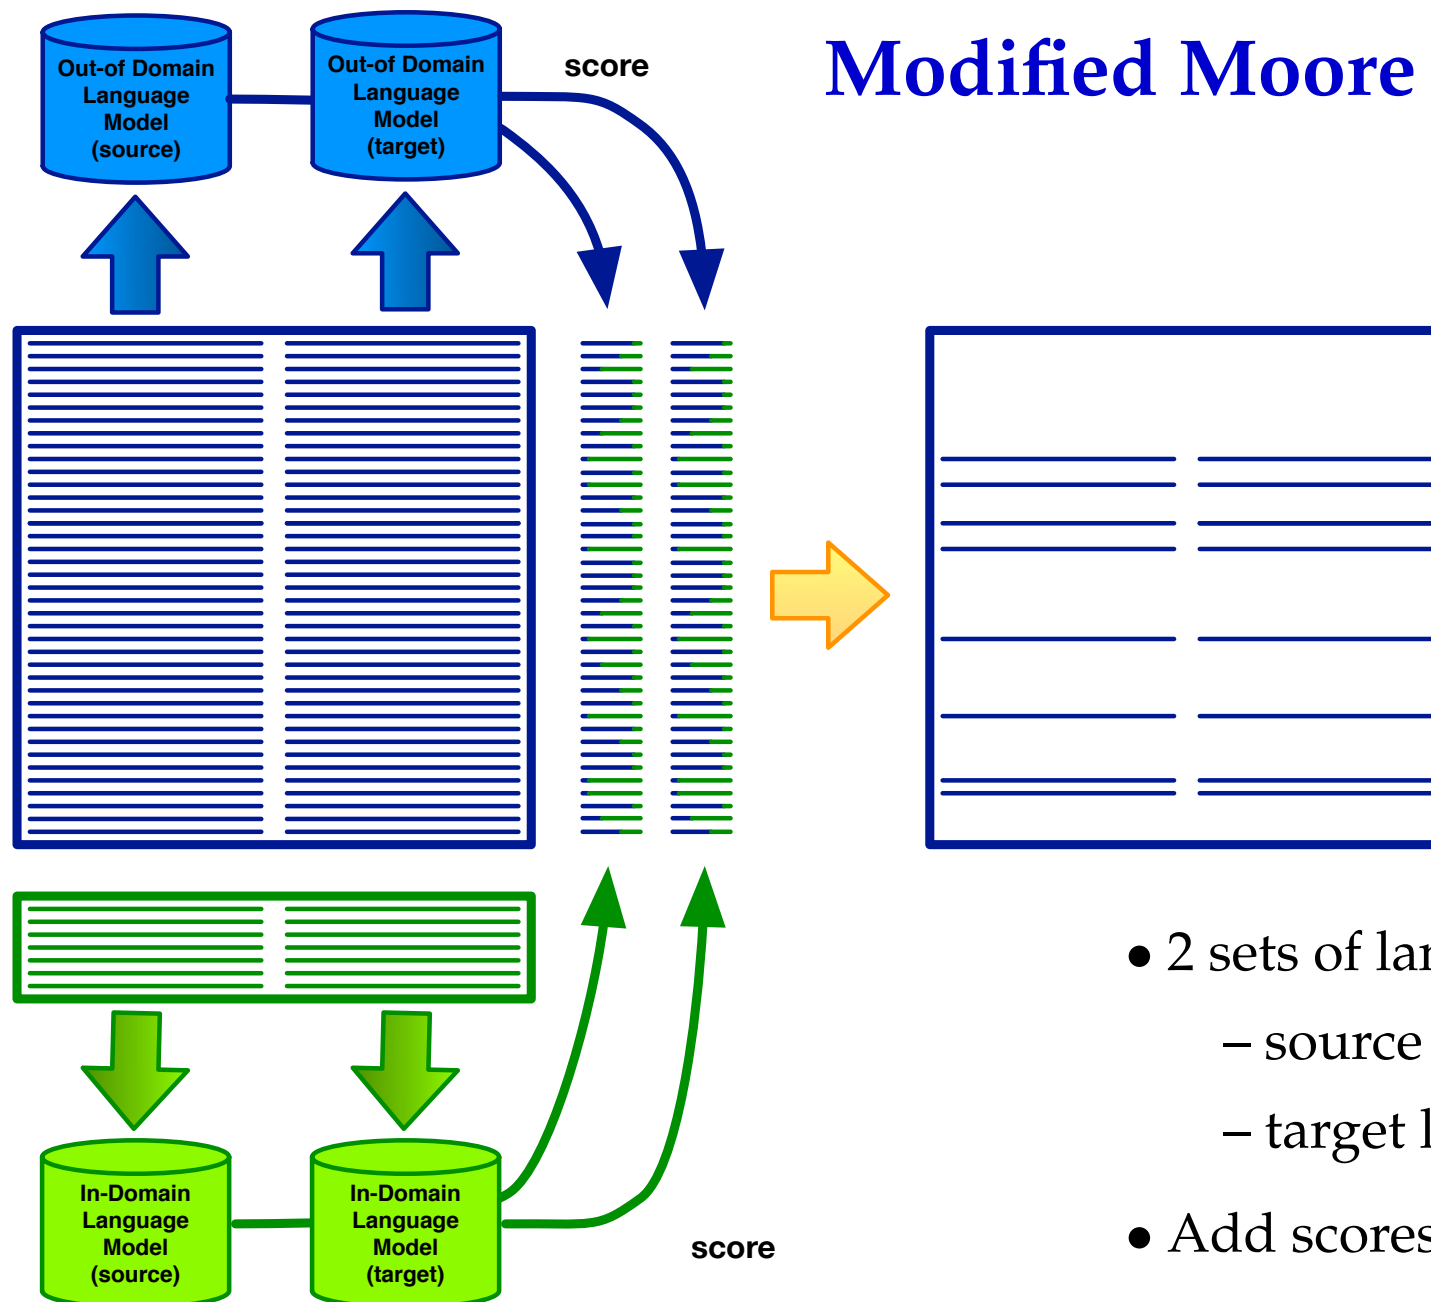 Modified Moore
Out-of Domain
Language
Model
(source)
Out-of Domain
Language
Model
(target)
score
In-Domain
Language
Model
(source)
In-Domain
Language
Model
(target)
score
• 2 sets of
– source
– target
• Add scores